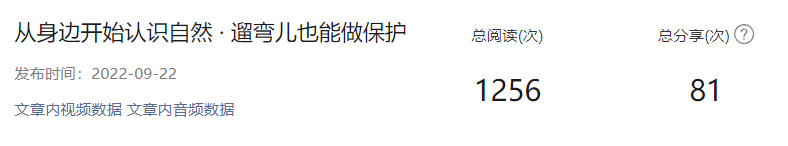 从身边开始认识自然 · 遛弯儿也能做保护
发布时间：2022-09-22
文章内视频数据 文章内音频数据
总阅读(次)
1256
总分享(次) ?
81